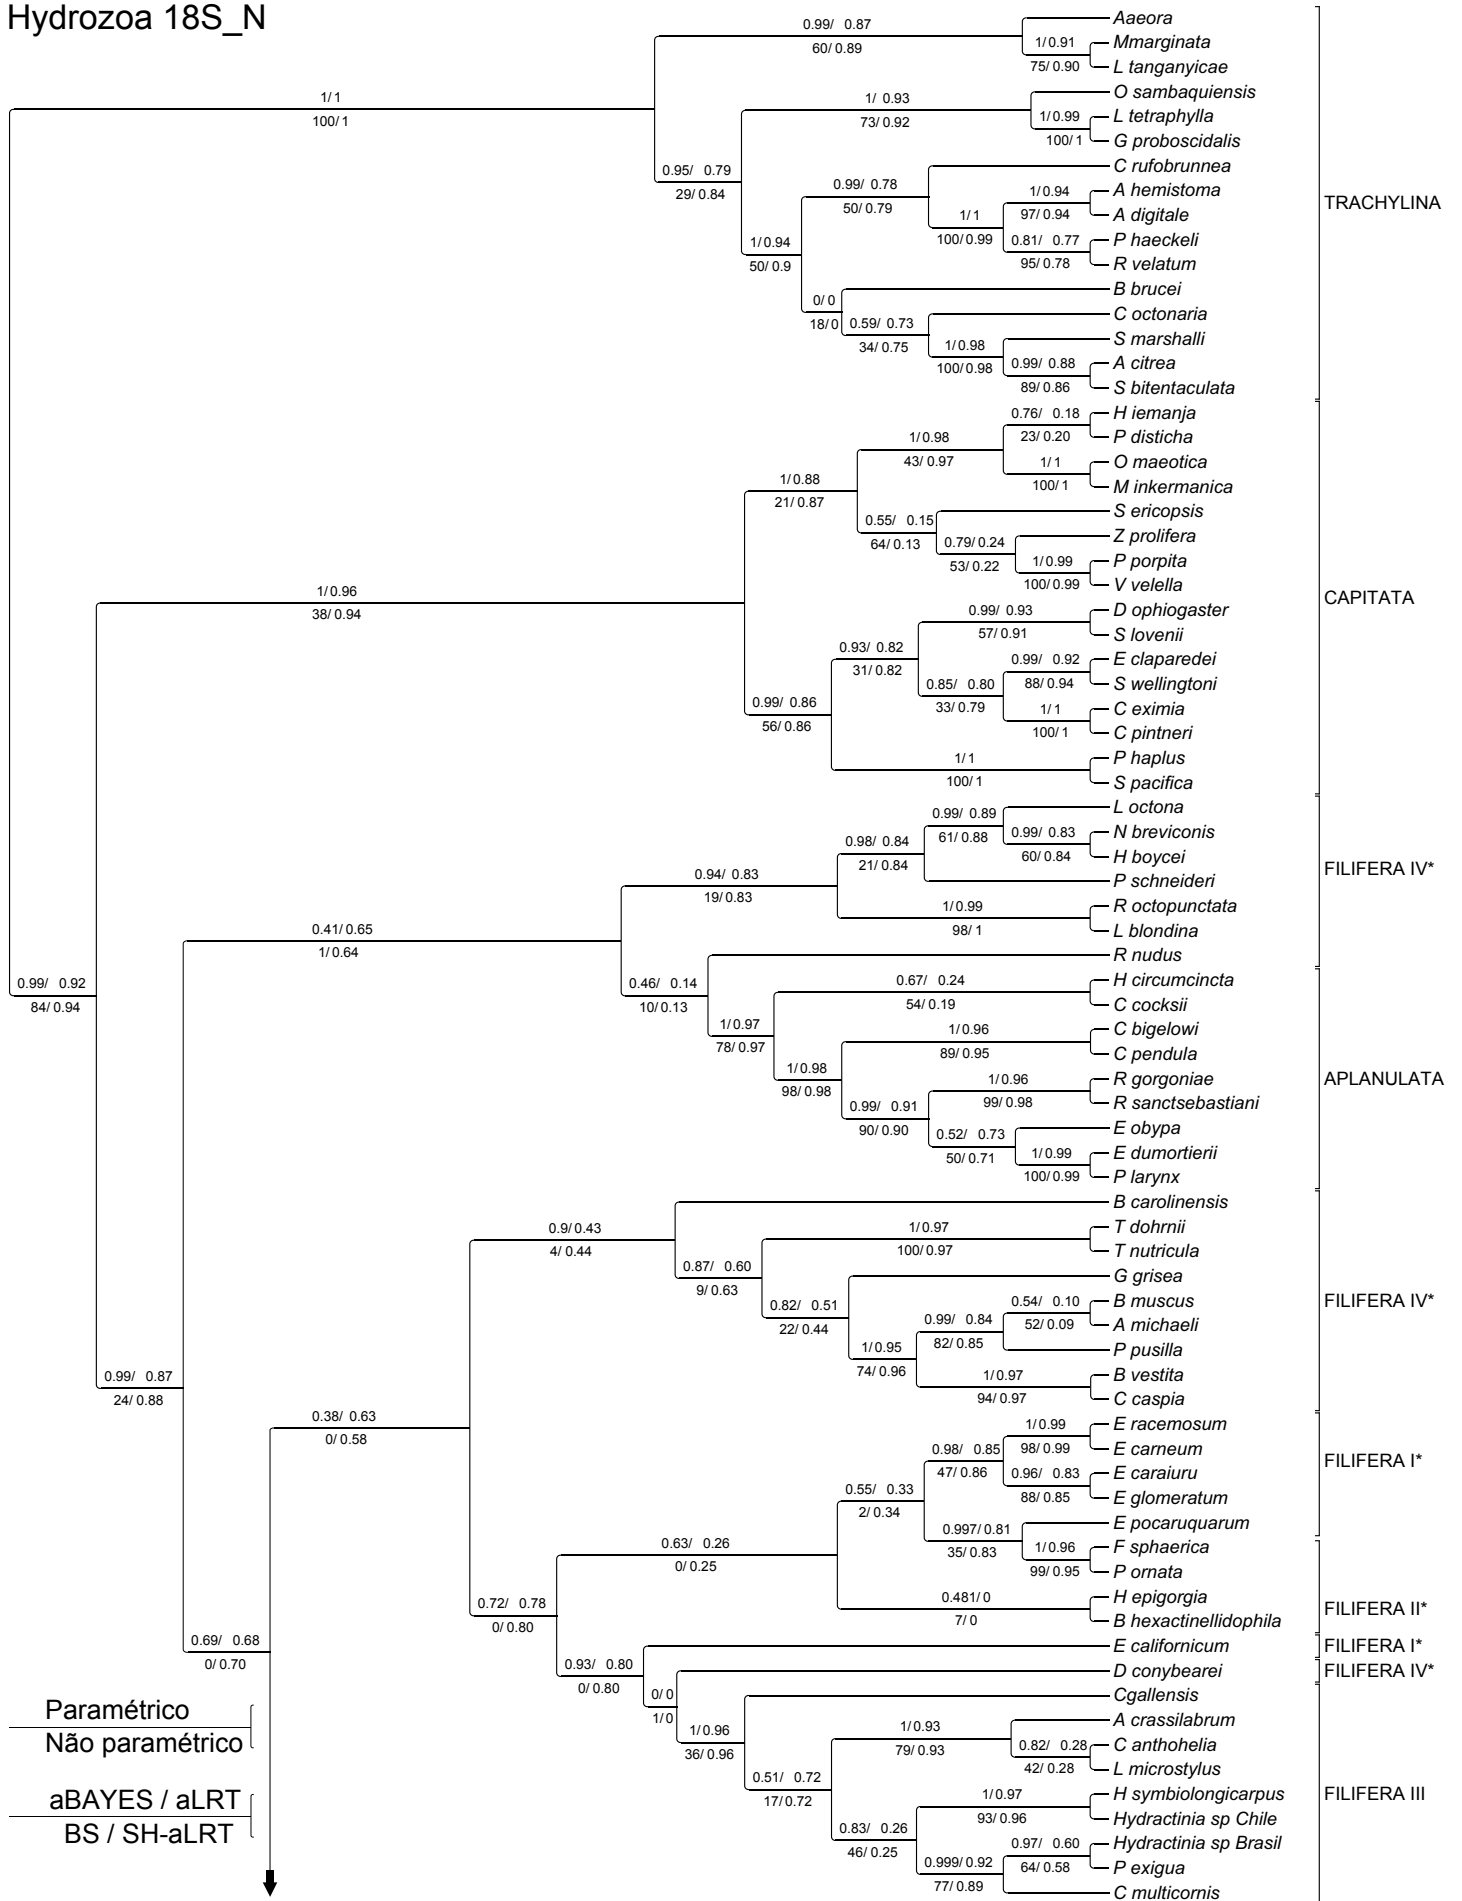 Hydrozoa 18S_N
0.99/ 0.87
60/ 0.89
Aaeora
1/ 0.91
75/ 0.90
Mmarginata
L tanganyicae
1/ 1
100/ 1
1/ 0.93
73/ 0.92
O sambaquiensis
1/ 0.99
100/ 1
L tetraphylla
G proboscidalis
0.95/ 0.79
29/ 0.84
0.99/ 0.78
50/ 0.79
C rufobrunnea
1/ 0.94
97/ 0.94
A hemistoma
A digitale
1/ 1
100/ 0.99
0.81/ 0.77
95/ 0.78
P haeckeli
R velatum
TRACHYLINA
1/ 0.94
50/ 0.9
0/ 0
18/ 0
B brucei
0.59/ 0.73
34/ 0.75
C octonaria
1/ 0.98
100/ 0.98
S marshalli
0.99/ 0.88
89/ 0.86
A citrea
S bitentaculata
0.76/ 0.18
23/ 0.20
H iemanja
P disticha
1/ 0.98
43/ 0.97
1/ 1
100/ 1
O maeotica
M inkermanica
1/ 0.88
21/ 0.87
0.55/ 0.15
64/ 0.13
S ericopsis
0.79/ 0.24
53/ 0.22
Z prolifera
1/ 0.99
100/ 0.99
P porpita
V velella
1/ 0.96
38/ 0.94
CAPITATA
0.99/ 0.93
57/ 0.91
D ophiogaster
S lovenii
0.93/ 0.82
31/ 0.82
0.99/ 0.92
88/ 0.94
E claparedei
S wellingtoni
0.85/ 0.80
33/ 0.79
1/ 1
100/ 1
C eximia
C pintneri
0.99/ 0.86
56/ 0.86
1/ 1
100/ 1
P haplus
S pacifica
0.99/ 0.89
61/ 0.88
L octona
0.99/ 0.83
60/ 0.84
N breviconis
H boycei
0.98/ 0.84
21/ 0.84
P schneideri
FILIFERA IV*
0.94/ 0.83
19/ 0.83
1/ 0.99
98/ 1
R octopunctata
L blondina
0.41/ 0.65
1/ 0.64
R nudus
0.99/ 0.92
84/ 0.94
0.46/ 0.14
10/ 0.13
0.67/ 0.24
54/ 0.19
H circumcincta
C cocksii
1/ 0.97
78/ 0.97
1/ 0.96
89/ 0.95
C bigelowi
C pendula
1/ 0.98
98/ 0.98
1/ 0.96
99/ 0.98
R gorgoniae
R sanctsebastiani
APLANULATA
0.99/ 0.91
90/ 0.90
0.52/ 0.73
50/ 0.71
E obypa
1/ 0.99
100/ 0.99
E dumortierii
P larynx
B carolinensis
0.9/ 0.43
4/ 0.44
1/ 0.97
100/ 0.97
T dohrnii
T nutricula
0.87/ 0.60
9/ 0.63
G grisea
0.82/ 0.51
22/ 0.44
0.54/ 0.10
52/ 0.09
B muscus
A michaeli
FILIFERA IV*
0.99/ 0.84
82/ 0.85
P pusilla
1/ 0.95
74/ 0.96
1/ 0.97
94/ 0.97
B vestita
C caspia
0.99/ 0.87
24/ 0.88
0.38/ 0.63
0/ 0.58
1/ 0.99
98/ 0.99
E racemosum
E carneum
0.98/ 0.85
47/ 0.86
0.96/ 0.83
88/ 0.85
E caraiuru
E glomeratum
FILIFERA I*
0.55/ 0.33
2/ 0.34
0.997/ 0.81
35/ 0.83
E pocaruquarum
1/ 0.96
99/ 0.95
F sphaerica
P ornata
0.63/ 0.26
0/ 0.25
0.481/ 0
7/ 0
H epigorgia
B hexactinellidophila
FILIFERA II*
0.72/ 0.78
0/ 0.80
E californicum
FILIFERA I*
0.69/ 0.68
0/ 0.70
0.93/ 0.80
0/ 0.80
D conybearei
FILIFERA IV*
0/ 0
1/ 0
Cgallensis
1/ 0.96
36/ 0.96
1/ 0.93
79/ 0.93
A crassilabrum
0.82/ 0.28
42/ 0.28
C anthohelia
L microstylus
0.51/ 0.72
17/ 0.72
1/ 0.97
93/ 0.96
H symbiolongicarpus
Hydractinia sp Chile
FILIFERA III
0.83/ 0.26
46/ 0.25
0.97/ 0.60
64/ 0.58
Hydractinia sp Brasil
P exigua
0.999/ 0.92
77/ 0.89
C multicornis
Paramétrico
Não paramétrico
aBAYES / aLRT
BS / SH-aLRT